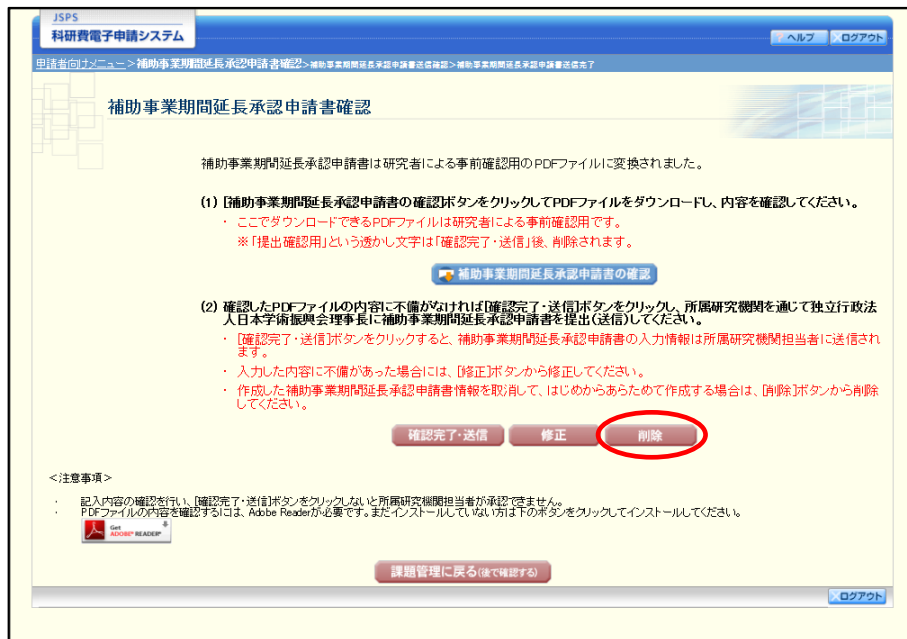 JSPS
科研費電子申請システム
ヘルプ
ログアウト
申請者向けメニュー>補助事業期間延長承認申請書確認>補助事業期間延長承認申請書送信確認>補助事業期間延長承認申請書送信完了
補助事業期間延長承認申請書確認
補助事業期間延長承認申請書は研究者による事前確認用のPDFファイルに変換されました。
(1) [補助事業期間延長承認申請書の確認]ボタンをクリックしてPDFファイルをダウンロードし、内容を確認してください。
・ ここでダウンロードできるPDFファイルは研究者による事前確認用です。
※「提出確認用」という透かし文字は「確認完了・送信」後、削除されます。
補助事業期間延長承認申請書の確認
(2) 確認したPDFファイルの内容に不備がなければ[確認完了・送信]ボタンをクリックし、所属研究機関を通じて独立行政法
人日本学術振興会理事長に補助事業期間延長承認申請書を提出(送信)してください。
・ [確認完了・送信]ボタンをクリックすると、補助事業期間延長承認申請書の入力情報は所属研究機関担当者に送信され
ます。
・ 入力した内容に不備があった場合には、[修正]ボタンから修正してください。
・ 作成した補助事業期間延長承認申請書情報を取消して、はじめからあらためて作成する場合は、[削除]ボタンから削除
してください。
確認完了・送信 修正 削除
<注意事項>
・ 記入内容の確認を行い、[確認完了・送信]ボタンをクリックしないと所属研究機関担当者が承認できません。
・ PDFファイルの内容を確認するには、Adobe Readerが必要です。まだインストールしていない方は下のボタンをクリックしてインストールしてください。
Get
ADOBE® READER®
課題管理に戻る(後で確認する)
ログアウト